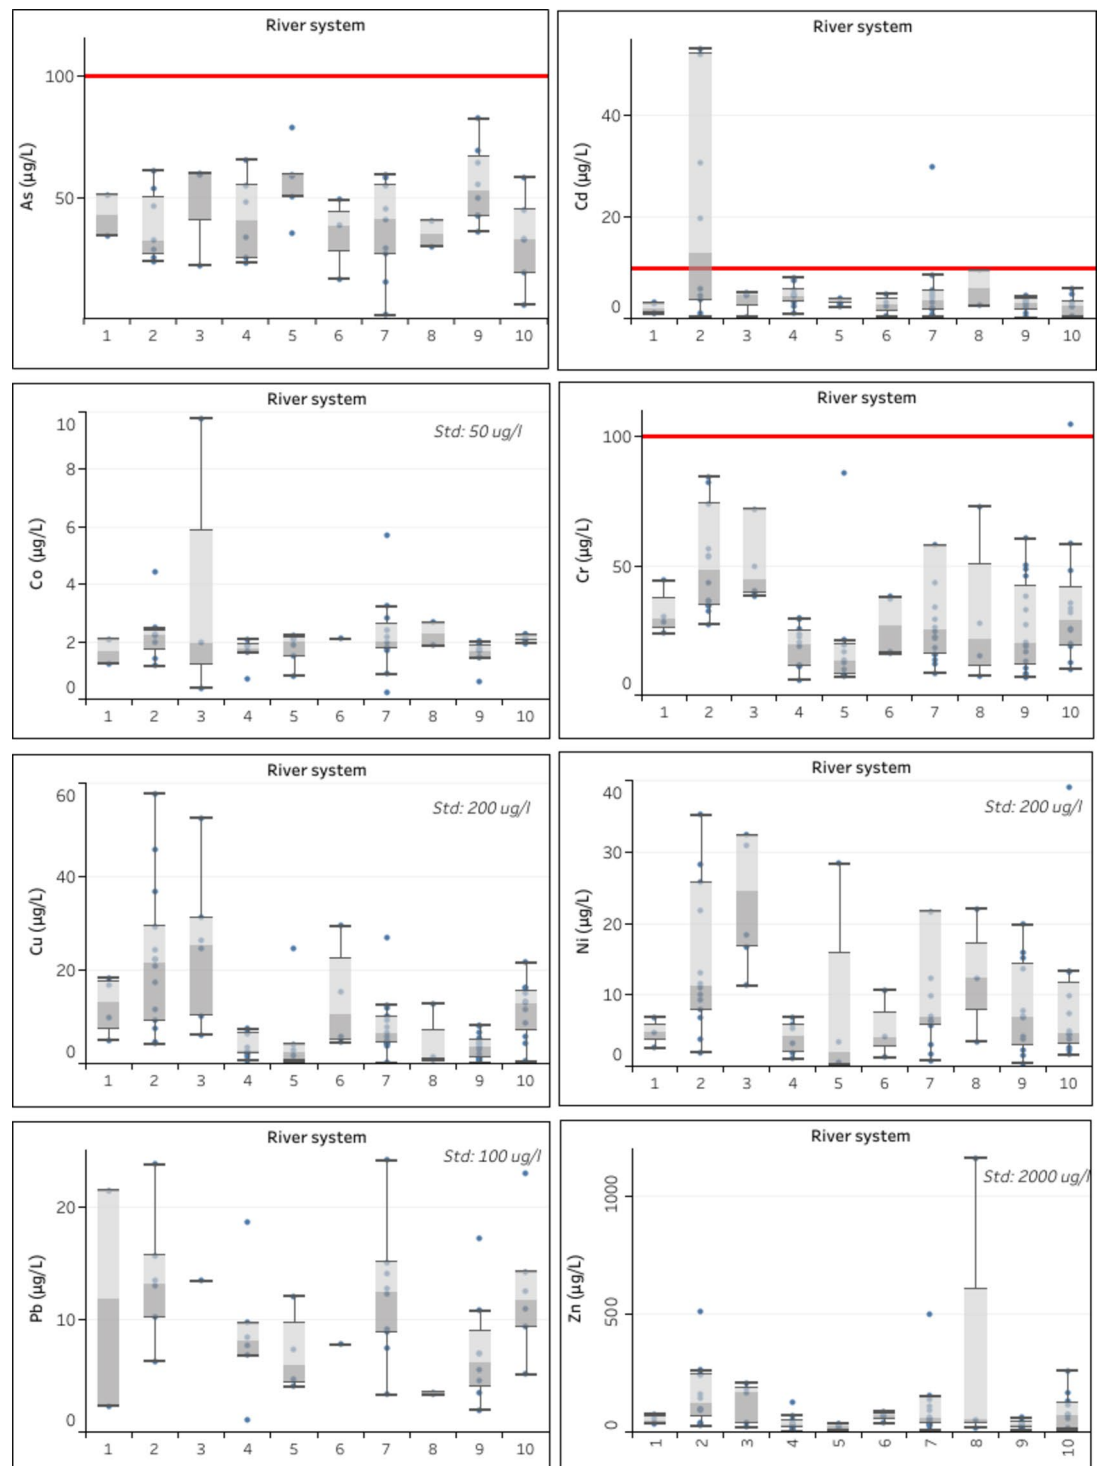 River system
100
50
As (µg/L)
1 2 3 4 5 6 7 8 9 10
River system
40
20
0
Cd (µg/L)
1 2 3 4 5 6 7 8 9 10
River system
Std: 50 ug/l
10
8
6
4
2
0
Co (µg/L)
1 2 3 4 5 6 7 8 9 10
River system
100
50
0
Cr (µg/L)
1 2 3 4 5 6 7 8 9 10
River system
Std: 200 ug/l
60
40
20
0
Cu (µg/L)
1 2 3 4 5 6 7 8 9 10
River system
Std: 200 ug/l
40
30
20
10
0
Ni (µg/L)
1 2 3 4 5 6 7 8 9 10
River system
Std: 100 ug/l
20
10
0
Pb (µg/L)
1 2 3 4 5 6 7 8 9 10
River system
Std: 2000 ug/l
1000
500
0
Zn (µg/L)
1 2 3 4 5 6 7 8 9 10